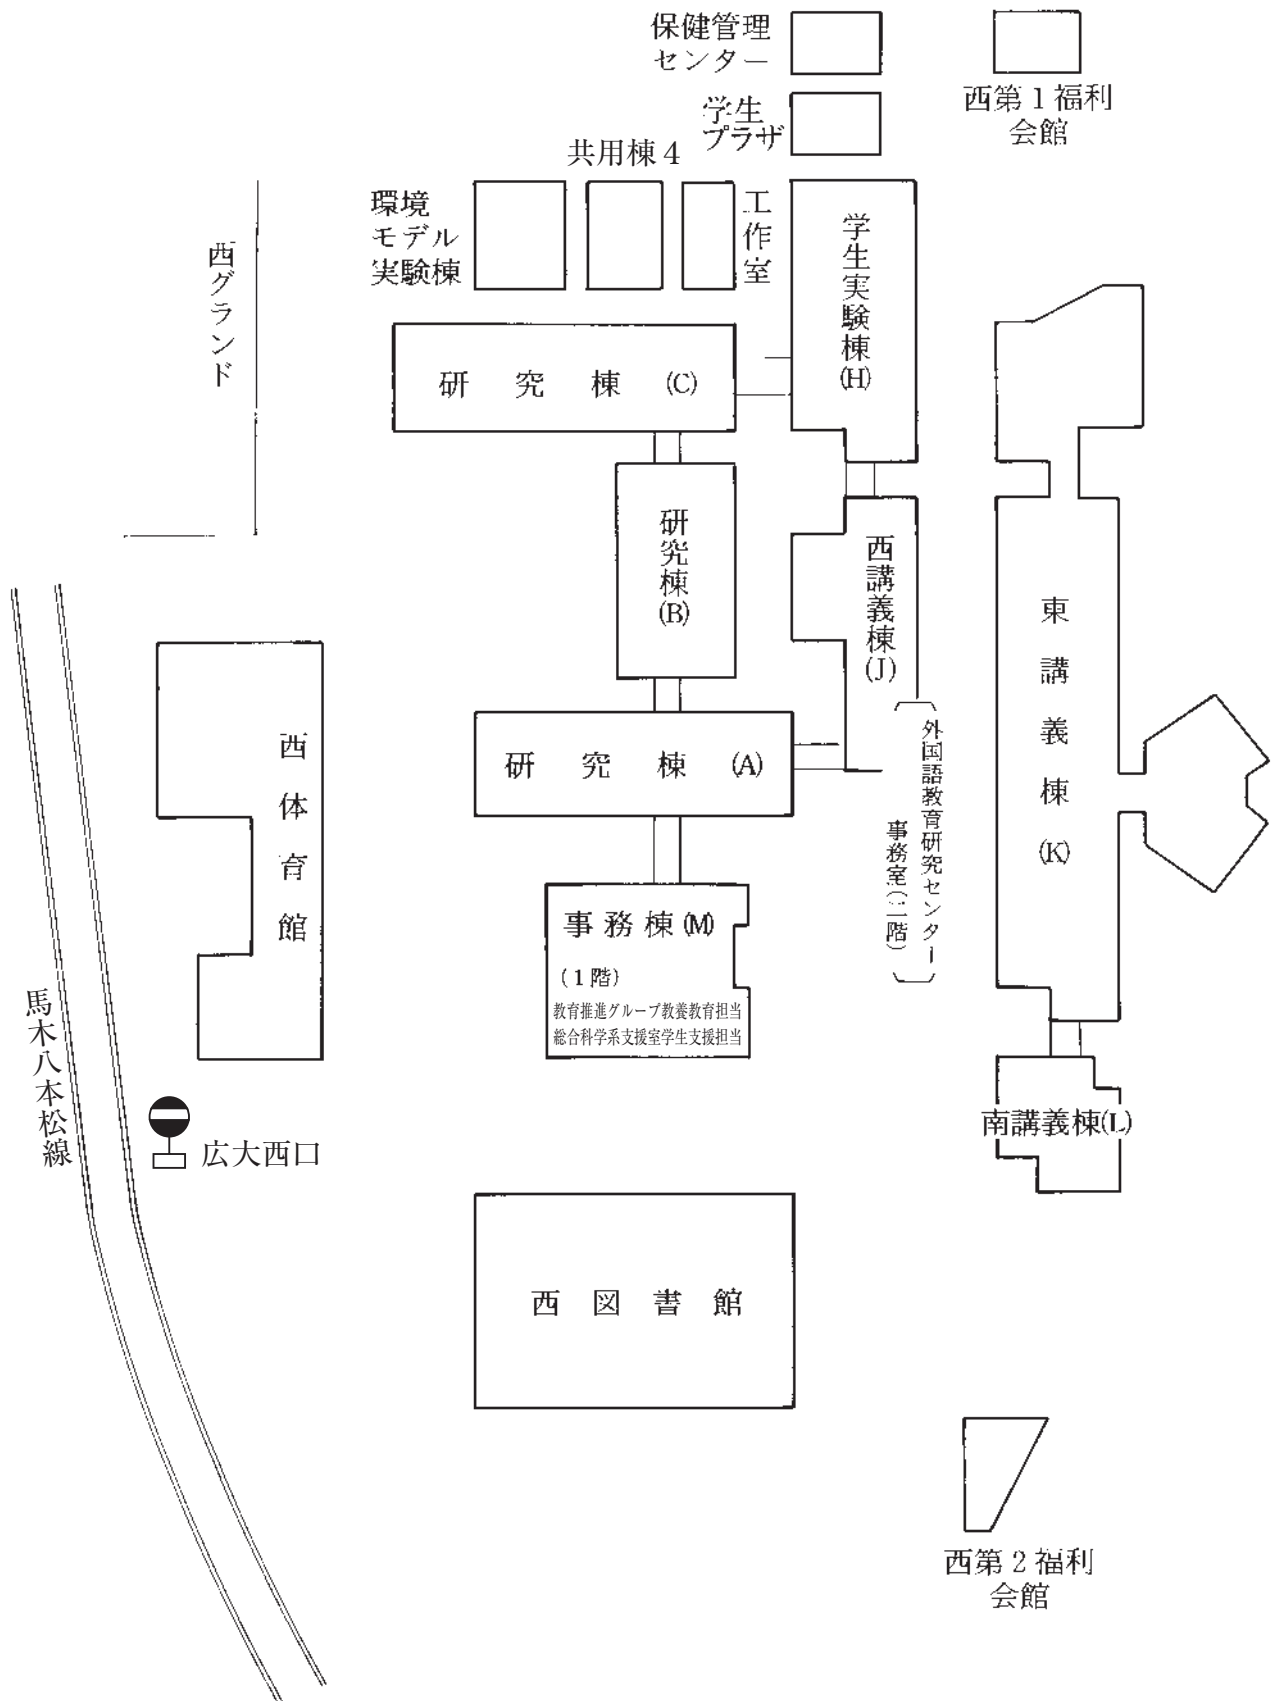 保健管理
センター
西第1福利
会館
学生
プラザ
共用棟4
環境
モデル
実験棟
工作室
学生実験棟(H)
西グランド
研究棟(C)
研究棟(B)
西講義棟(J)
東講義棟(K)
研究棟(A)
外国語教育研究センター
事務室(二階)
西体育館
事務棟(M)
(1階)
教育推進グループ教養教育担当
総合科学系支援室学生支援担当
馬木八本松線
広大西口
南講義棟(L)
西図書館
西第2福利
会館